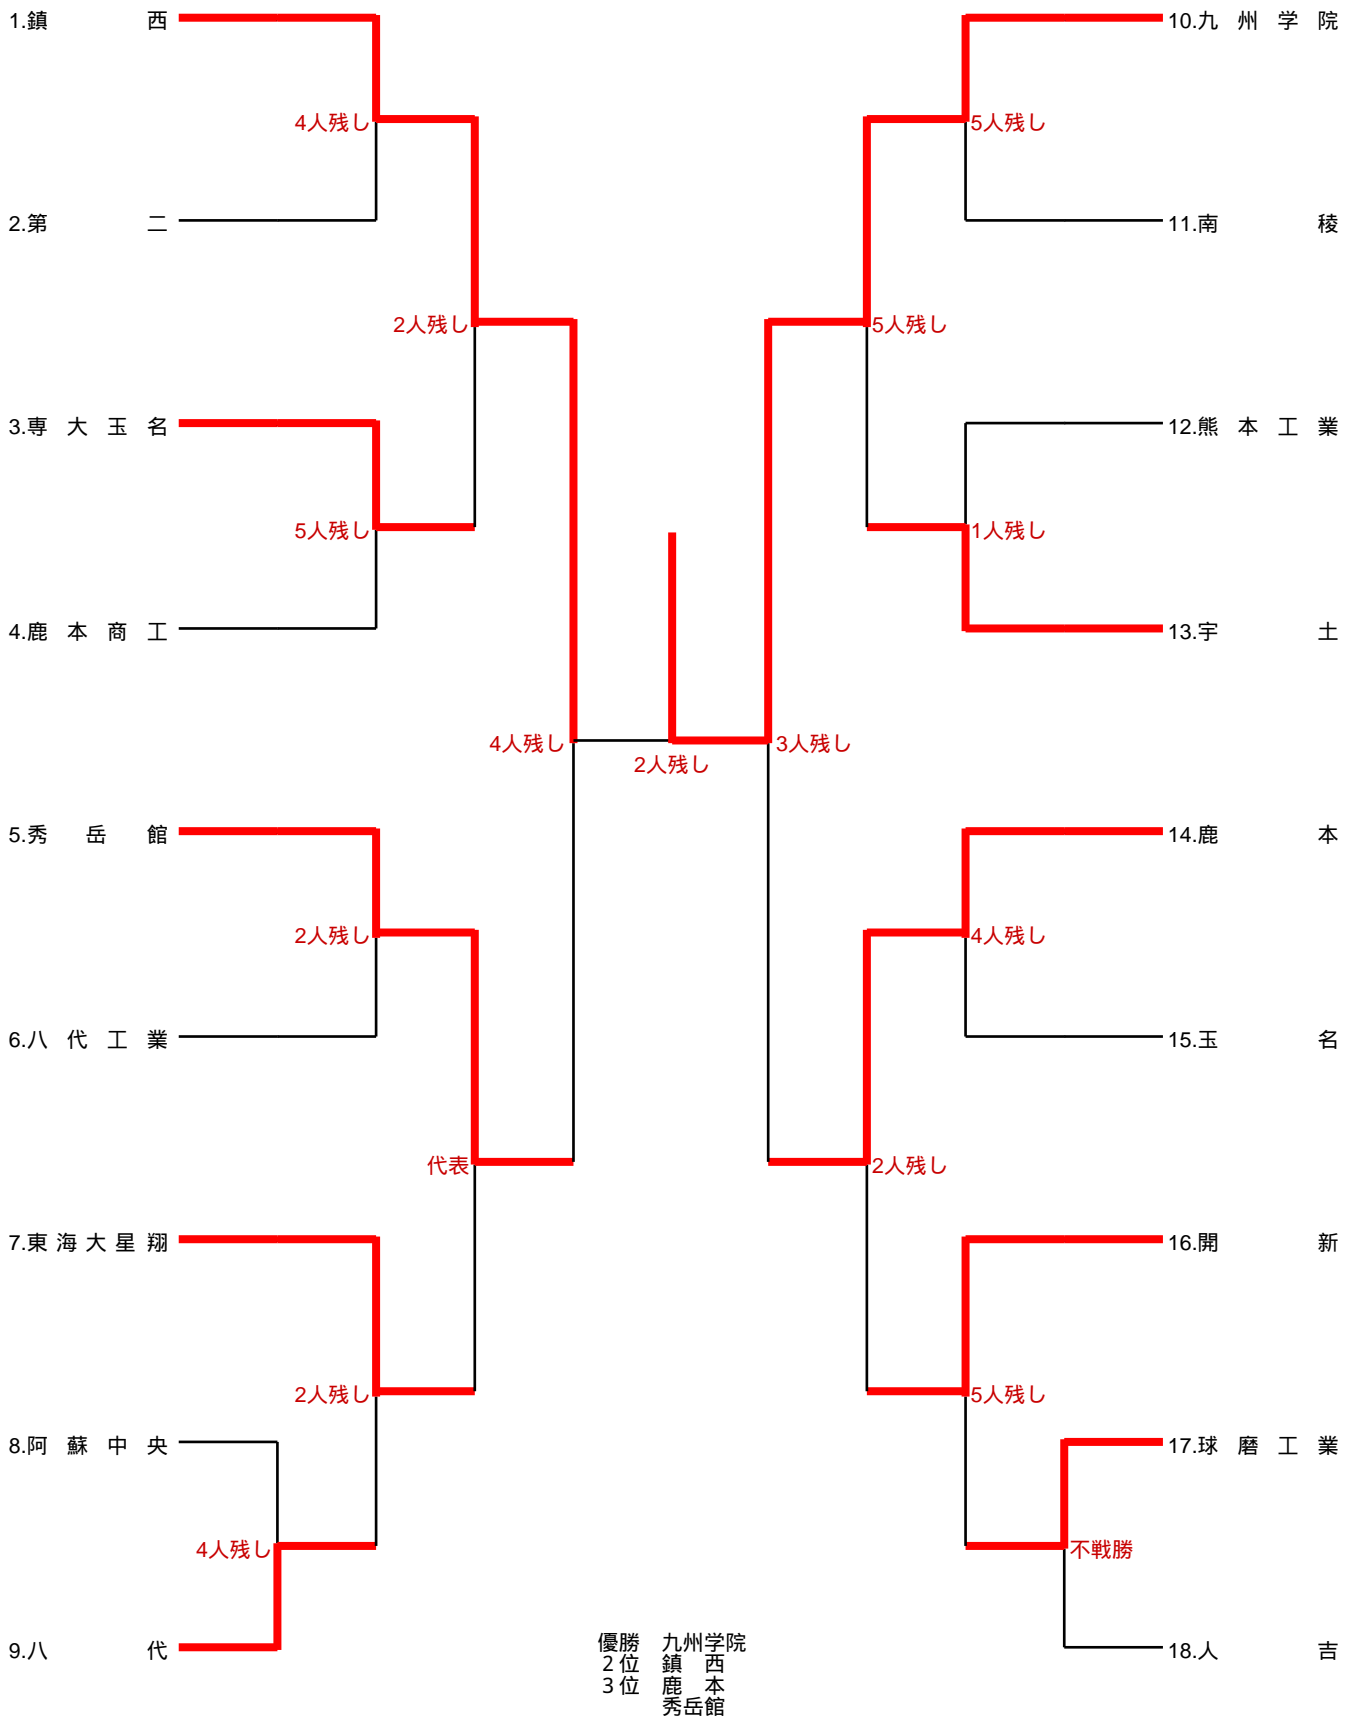 1.鎮西
10.九州学院
4人残し
5人残し
2.第二
11.南稜
2人残し
5人残し
3.専大玉名
12.熊本工業
5人残し
1人残し
4.鹿本商工
13.宇土
4人残し
3人残し
2人残し
5.秀岳館
14.鹿本
2人残し
4人残し
6.八代工業
15.玉名
代表
2人残し
7.東海大星翔
16.開新
2人残し
5人残し
8.阿蘇中央
17.球磨工業
4人残し
不戦勝
9.八代
18.人吉
優勝 九州学院
2位 鎮西
3位 鹿本
秀岳館